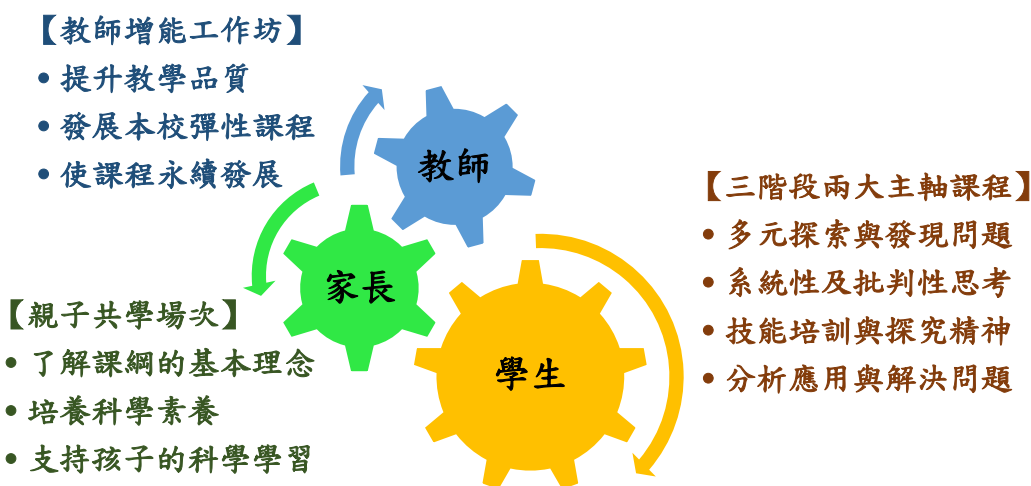 【教師增能工作坊】
• 提升教學品質
• 發展本校彈性課程
• 使課程永續發展
教師
【三階段兩大主軸課程】
• 多元探索與發現問題
• 系統性及批判性思考
• 技能培訓與探究精神
• 分析應用與解決問題
家長
【親子共學場次】
• 了解課綱的基本理念
• 培養科學素養
• 支持孩子的科學學習
學生